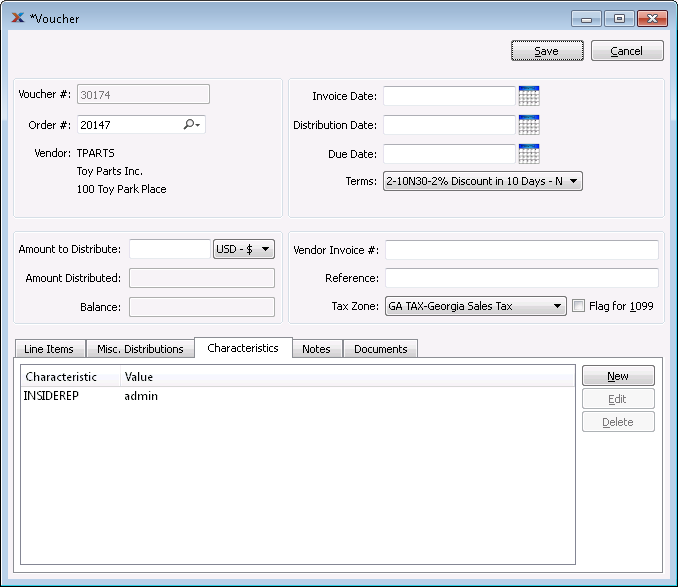 *Voucher
Save Cancel
Voucher #: 30174
Order #: 20147
Vendor: TPARTS
Toy Parts Inc.
100 Toy Park Place
Invoice Date:
Distribution Date:
Due Date:
Terms: 2-10N30-2% Discount in 10 Days - N
Amount to Distribute: USD - $
Amount Distributed:
Balance:
Vendor Invoice #:
Reference:
Tax Zone: GA TAX-Georgia Sales Tax Flag for 1099
Line Items Misc. Distributions Characteristics Notes Documents
Characteristic Value
INSIDEREP admin
New
Edit
Delete